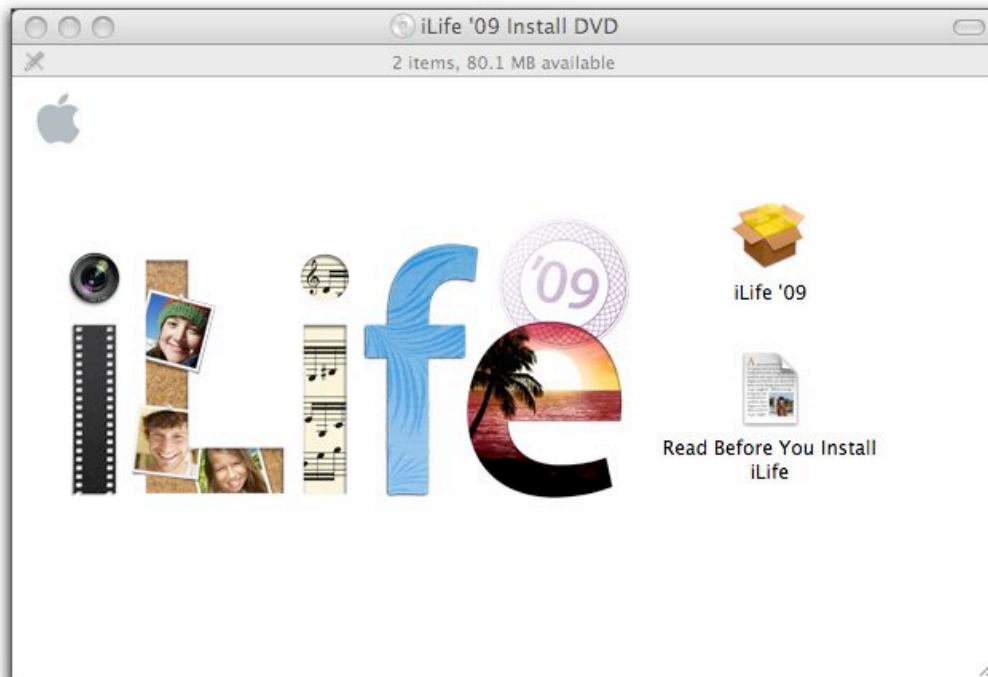 iLife '09 Install DVD
2 items, 80.1 MB available
iLife
'09
iLife '09
Read Before You Install
iLife